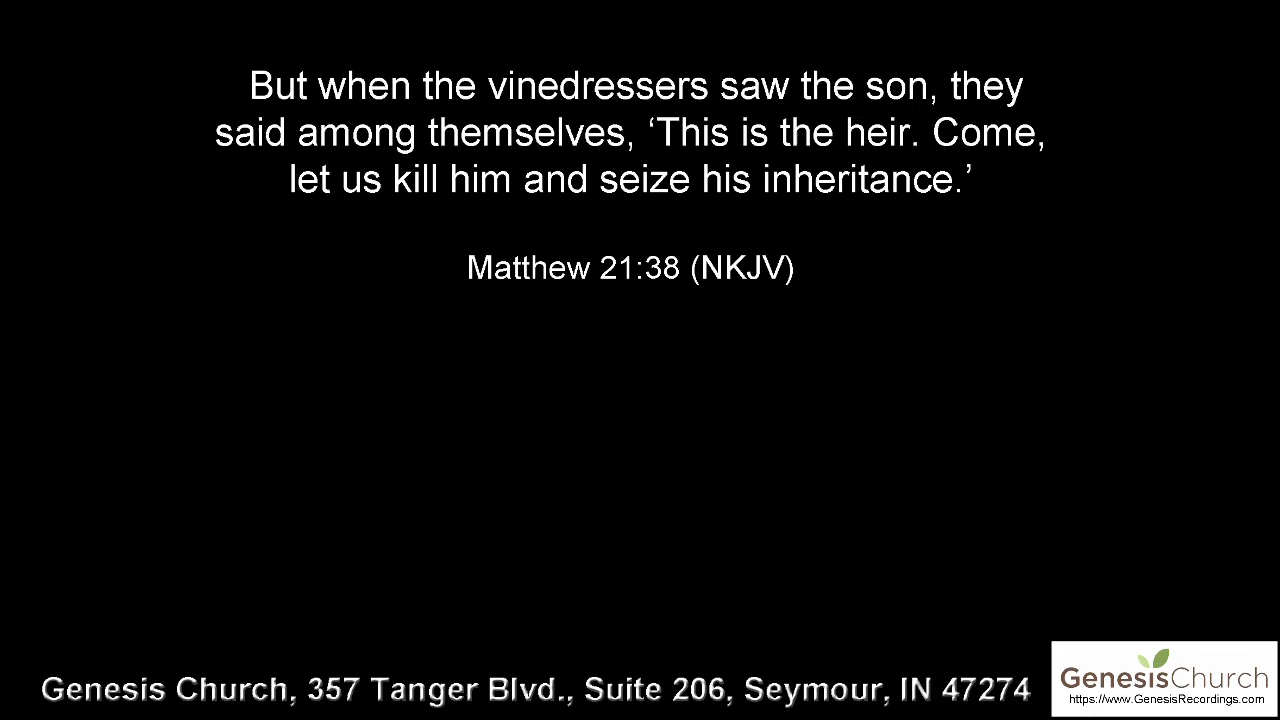 But when the vinedressers saw the son, they
said among themselves, ‘This is the heir. Come,
let us kill him and seize his inheritance.’
Matthew 21:38 (NKJV)
Genesis Church, 357 Tanger Blvd., Suite 206, Seymour, IN 47274
GenesisChurch
https://www.GenesisRecordings.com